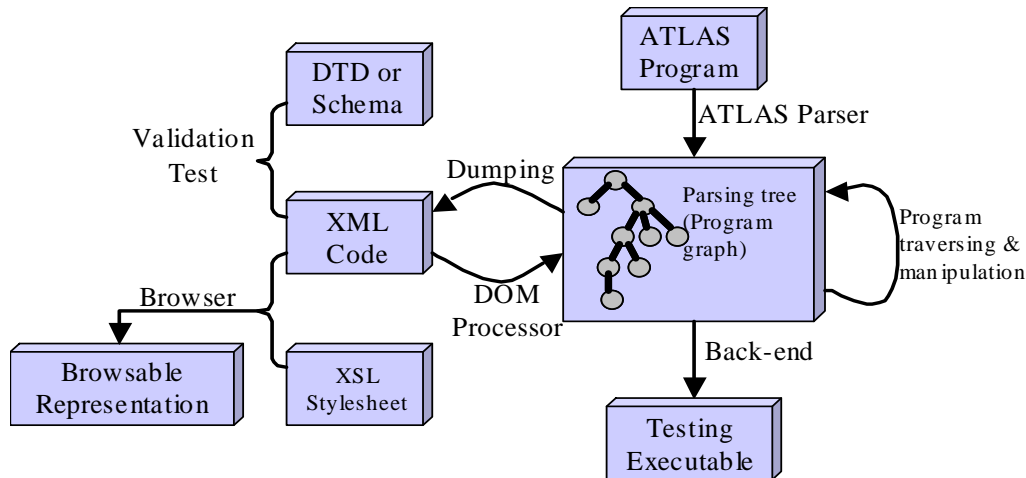 ATLAS
Program
DTD or
Schema
ATLAS Parser
Validation
Test
Dumping
Parsing tree
(Program
graph)
Program
traversing &
manipulation
XML
Code
DOM
Processor
Browser
Back-end
Browsable
Representation
XSL
Stylesheet
Testing
Executable